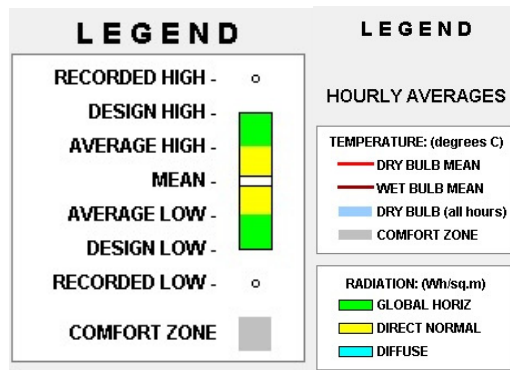 LEGEND
RECORDED HIGH -
DESIGN HIGH -
AVERAGE HIGH -
MEAN -
AVERAGE LOW -
DESIGN LOW -
RECORDED LOW -
COMFORT ZONE
LEGEND
HOURLY AVERAGES
TEMPERATURE: (degrees C)
DRY BULB MEAN
WET BULB MEAN
DRY BULB (all hours)
COMFORT ZONE
RADIATION: (Wh/sq.m)
GLOBAL HORIZ
DIRECT NORMAL
DIFFUSE